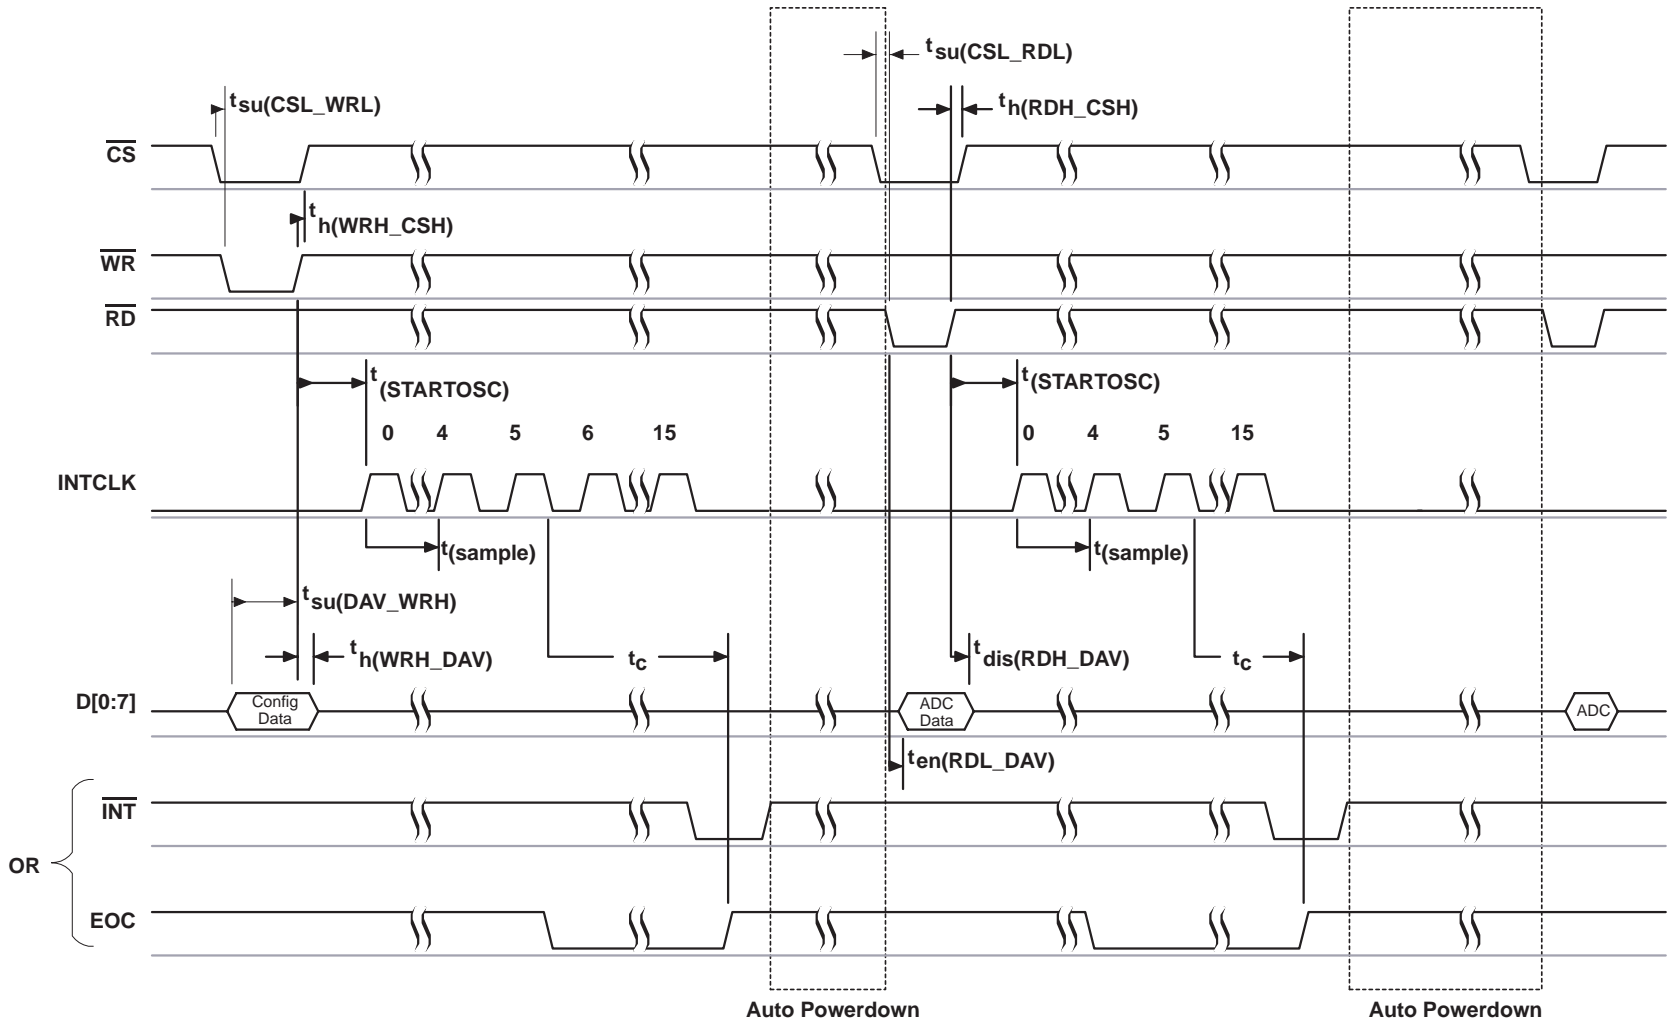 tsu(CSL_RDL)
tsu(CSL_WRL)
th(RDH_CSH)
CS
th(WRH_CSH)
WR
RD
t(STARTOSC)
t(STARTOSC)
0 4 5 6 15
0 4 5 15
INTCLK
t(sample)
t(sample)
tsu(DAV_WRH)
th(WRH_DAV)
tc
tdis(RDH_DAV)
tc
D[0:7]
Config
Data
ADC
Data
ADC
ten(RDL_DAV)
INT
OR
EOC
Auto Powerdown
Auto Powerdown